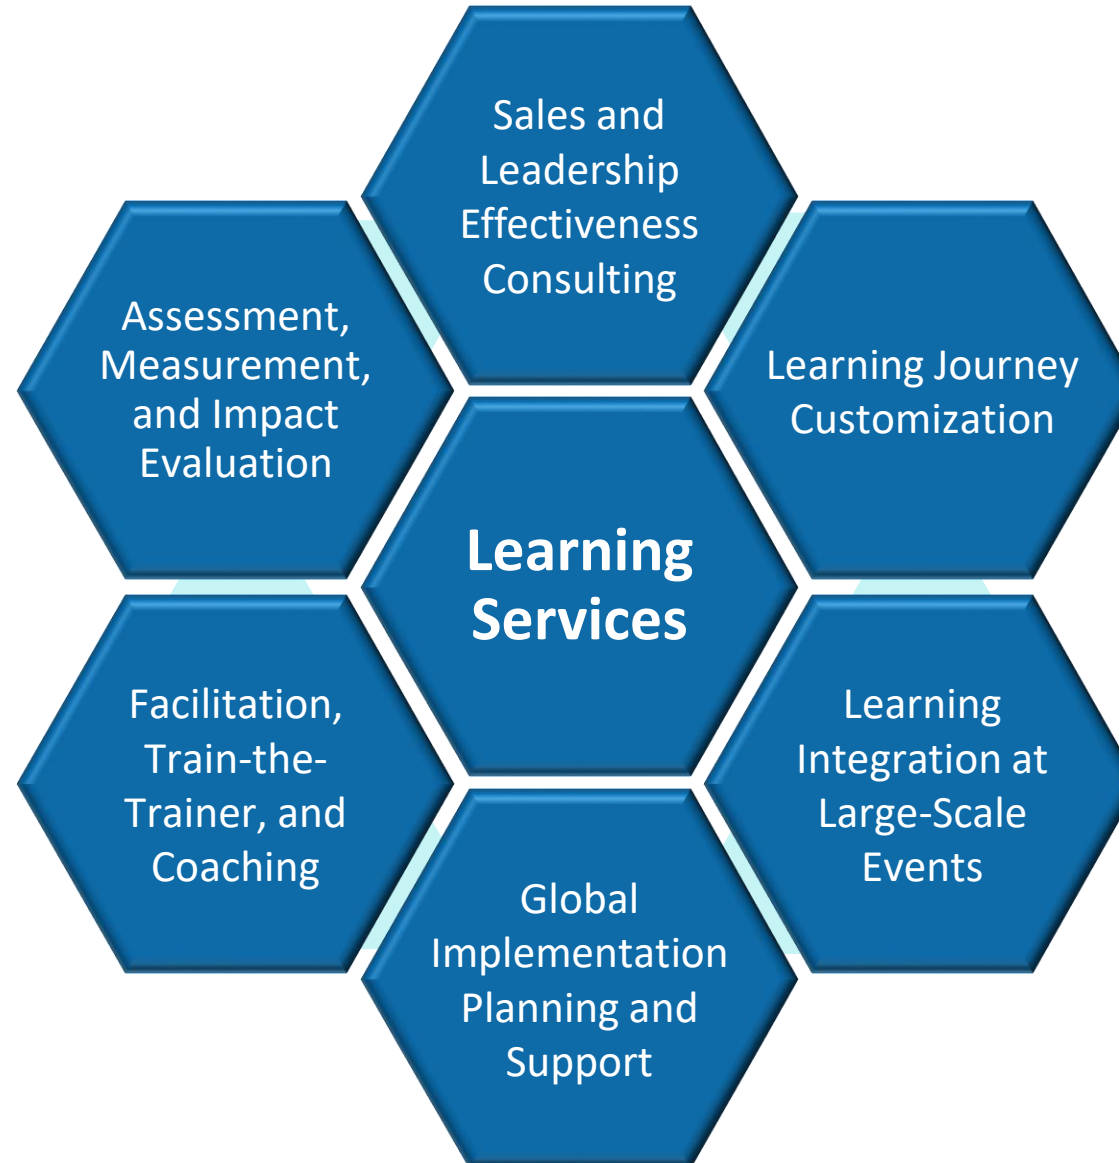 Sales and
Leadership
Effectiveness
Consulting
Assessment,
Measurement,
and Impact
Evaluation
Learning Journey
Customization
Learning
Services
Facilitation,
Train-the-
Trainer, and
Coaching
Learning
Integration at
Large-Scale
Events
Global
Implementation
Planning and
Support